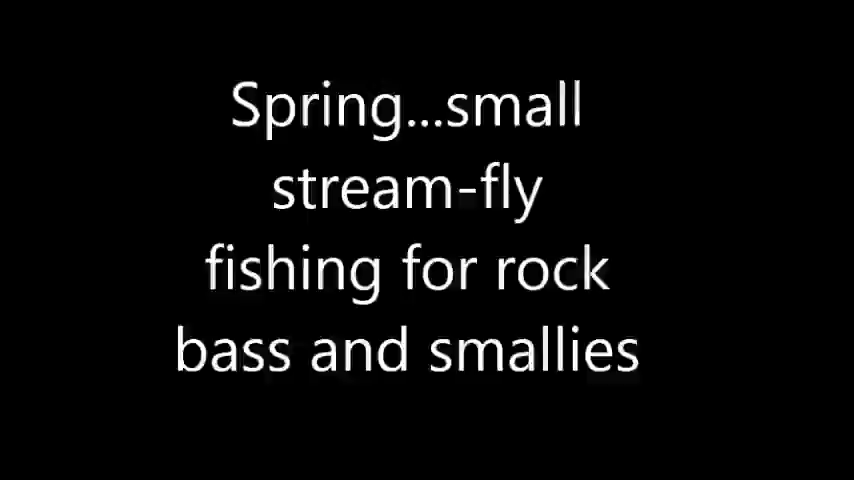 Spring...small
stream-fly
fishing for rock
bass and smallies